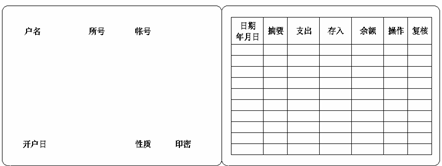 户名 所号 帐号
开户日 性质 印密
日期
年月日 摘要 支出 存入 余额 操作 复核